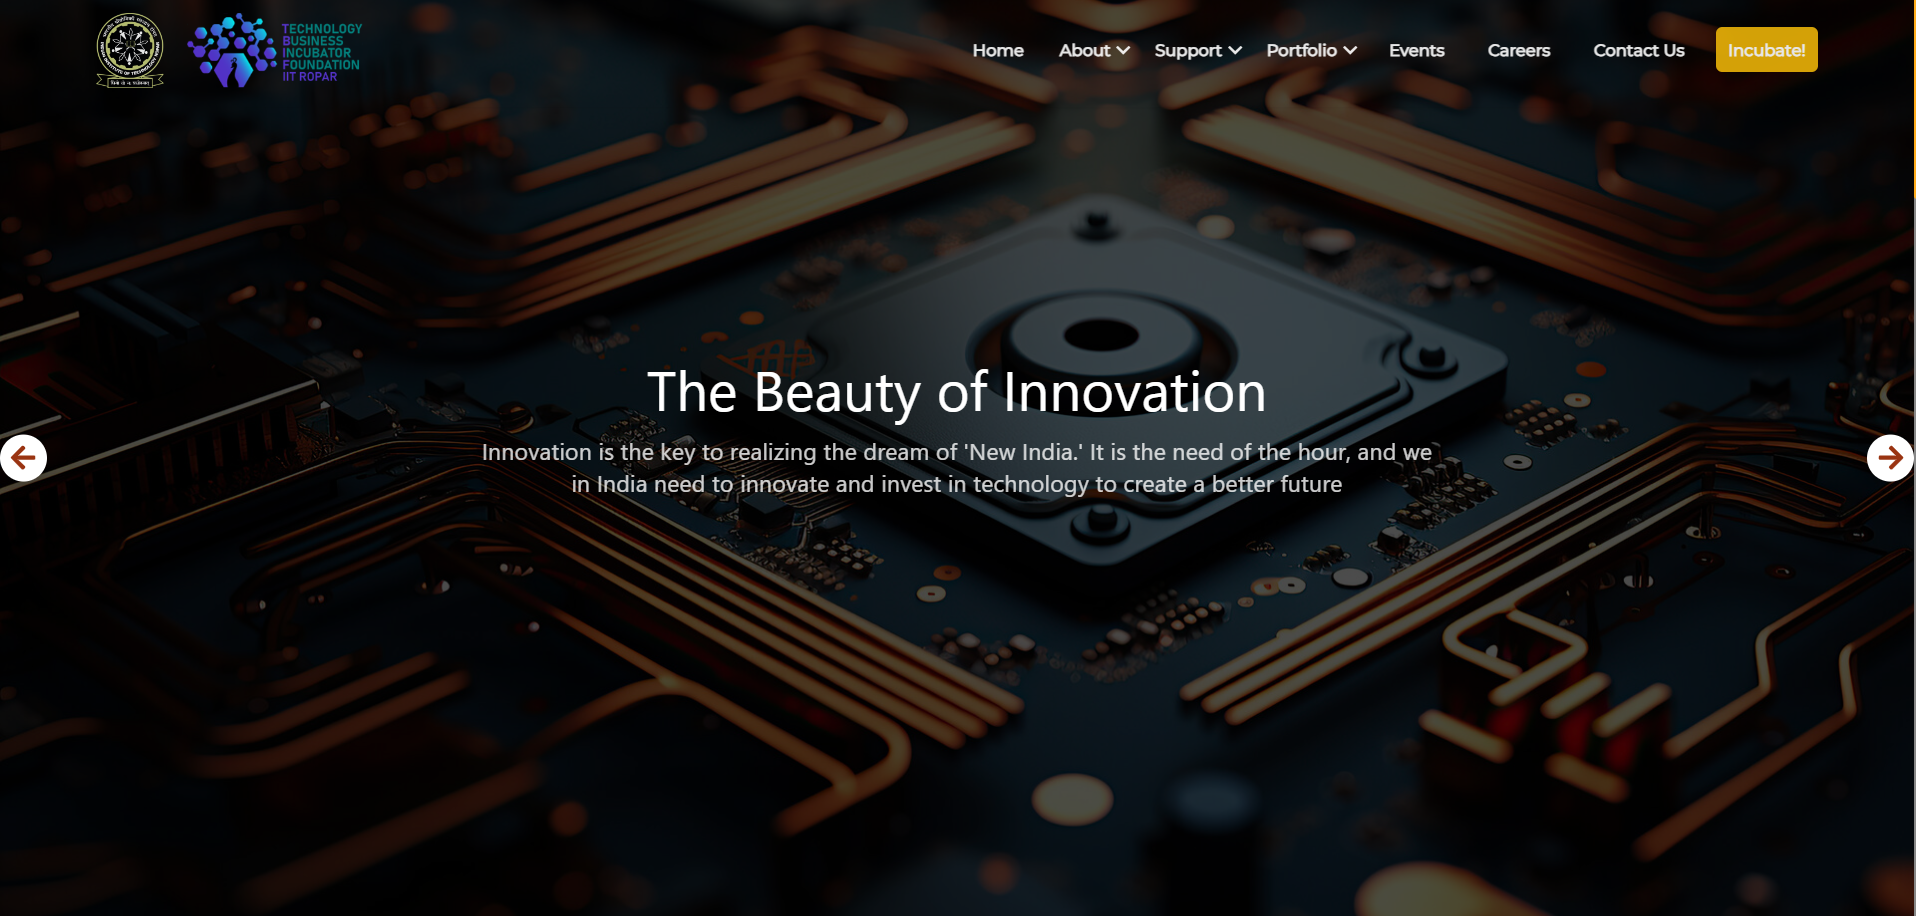 TECHNOLOGY
BUSINESS
INCUBATOR
FOUNDATION
IIT ROPAR
Home
About
Support
Portfolio
Events
Careers
Contact Us
Incubate!
The Beauty of Innovation
Innovation is the key to realizing the dream of 'New India.' It is the need of the hour, and we
in India need to innovate and invest in technology to create a better future